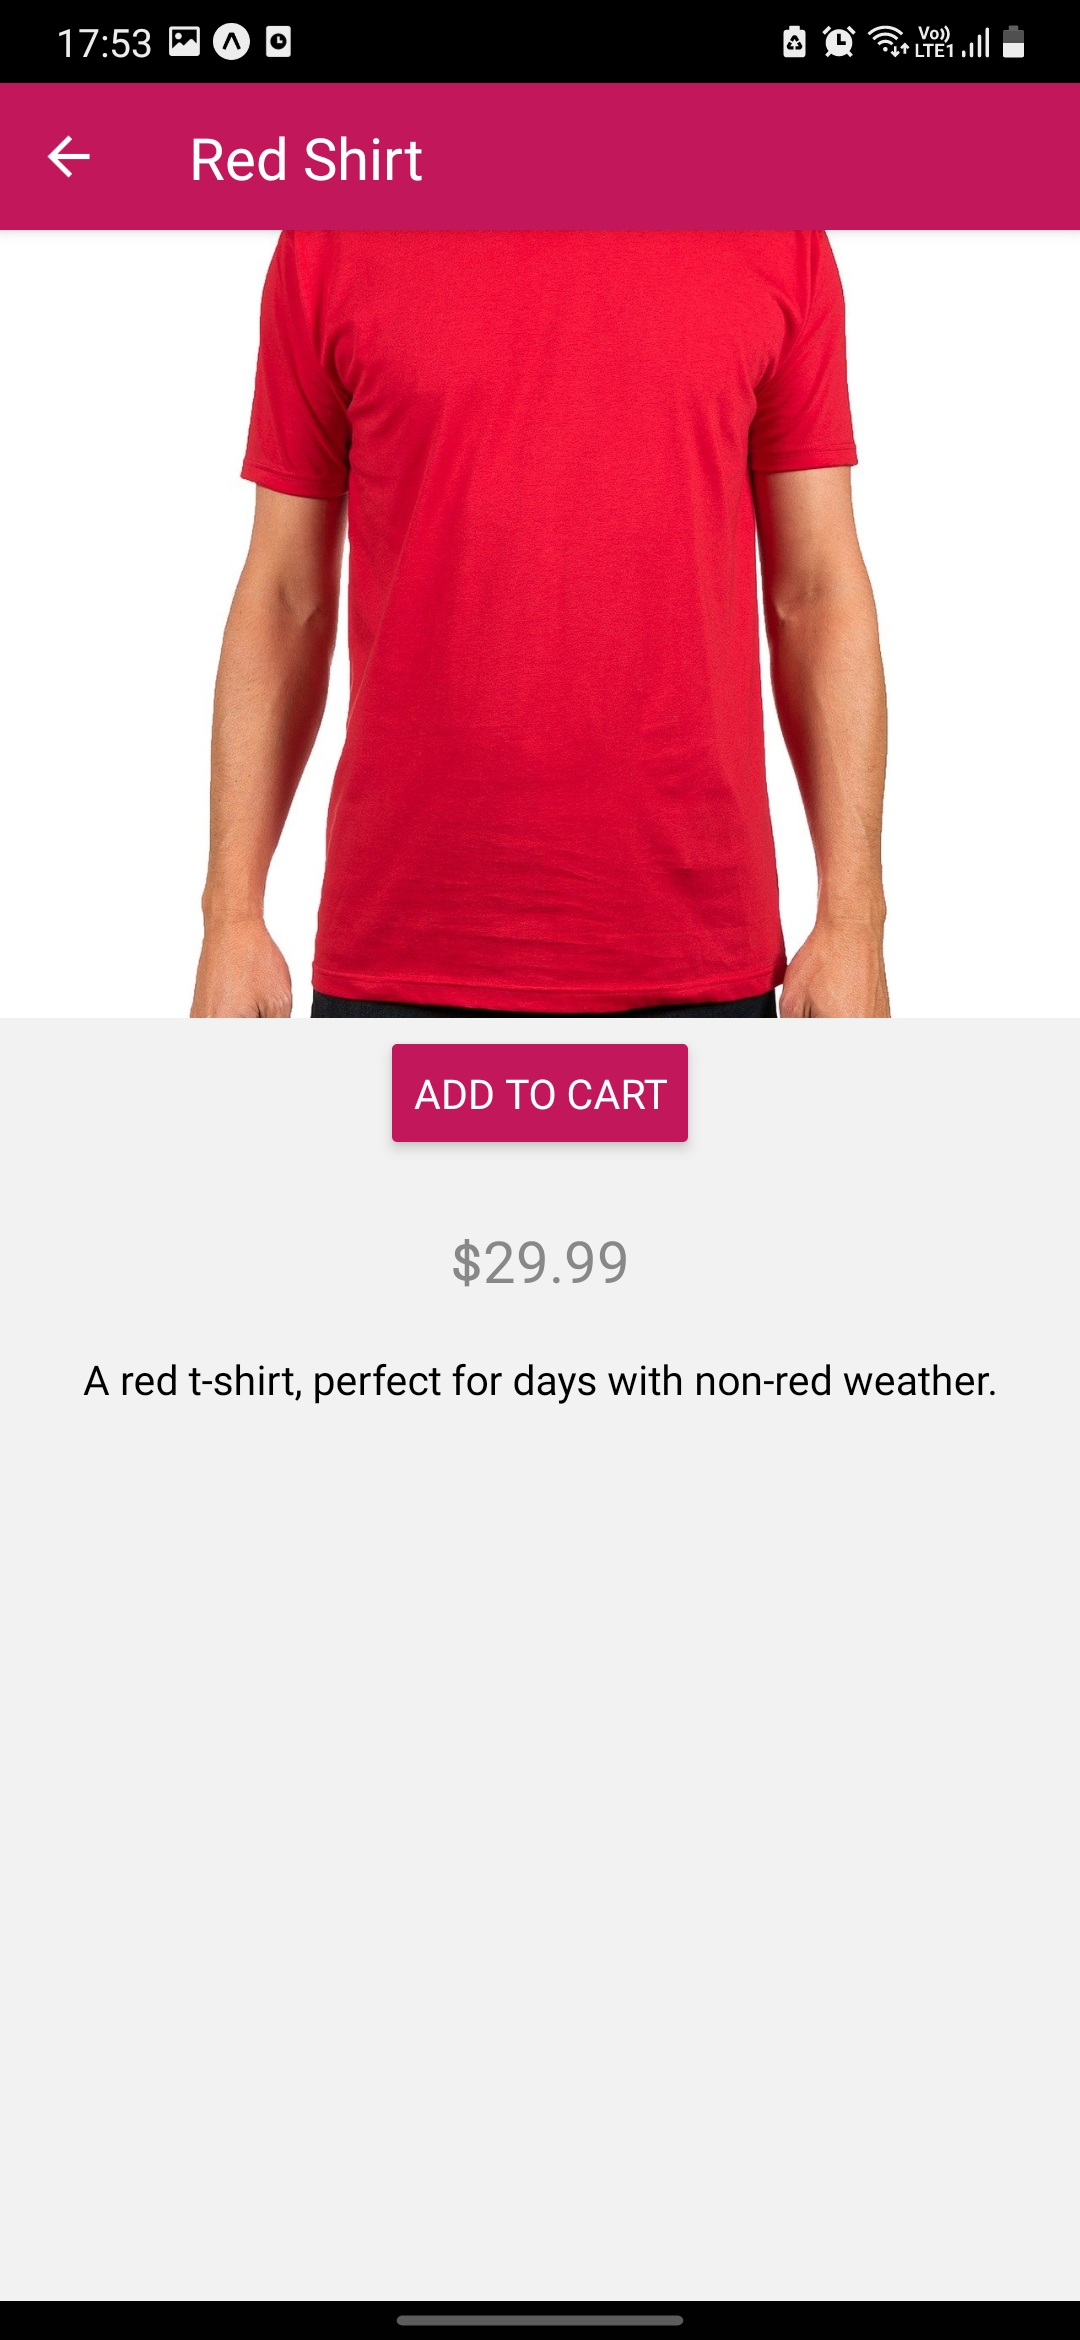 17:53
Vo))
LTE1
Red Shirt
ADD TO CART
$29.99
A red t-shirt, perfect for days with non-red weather.